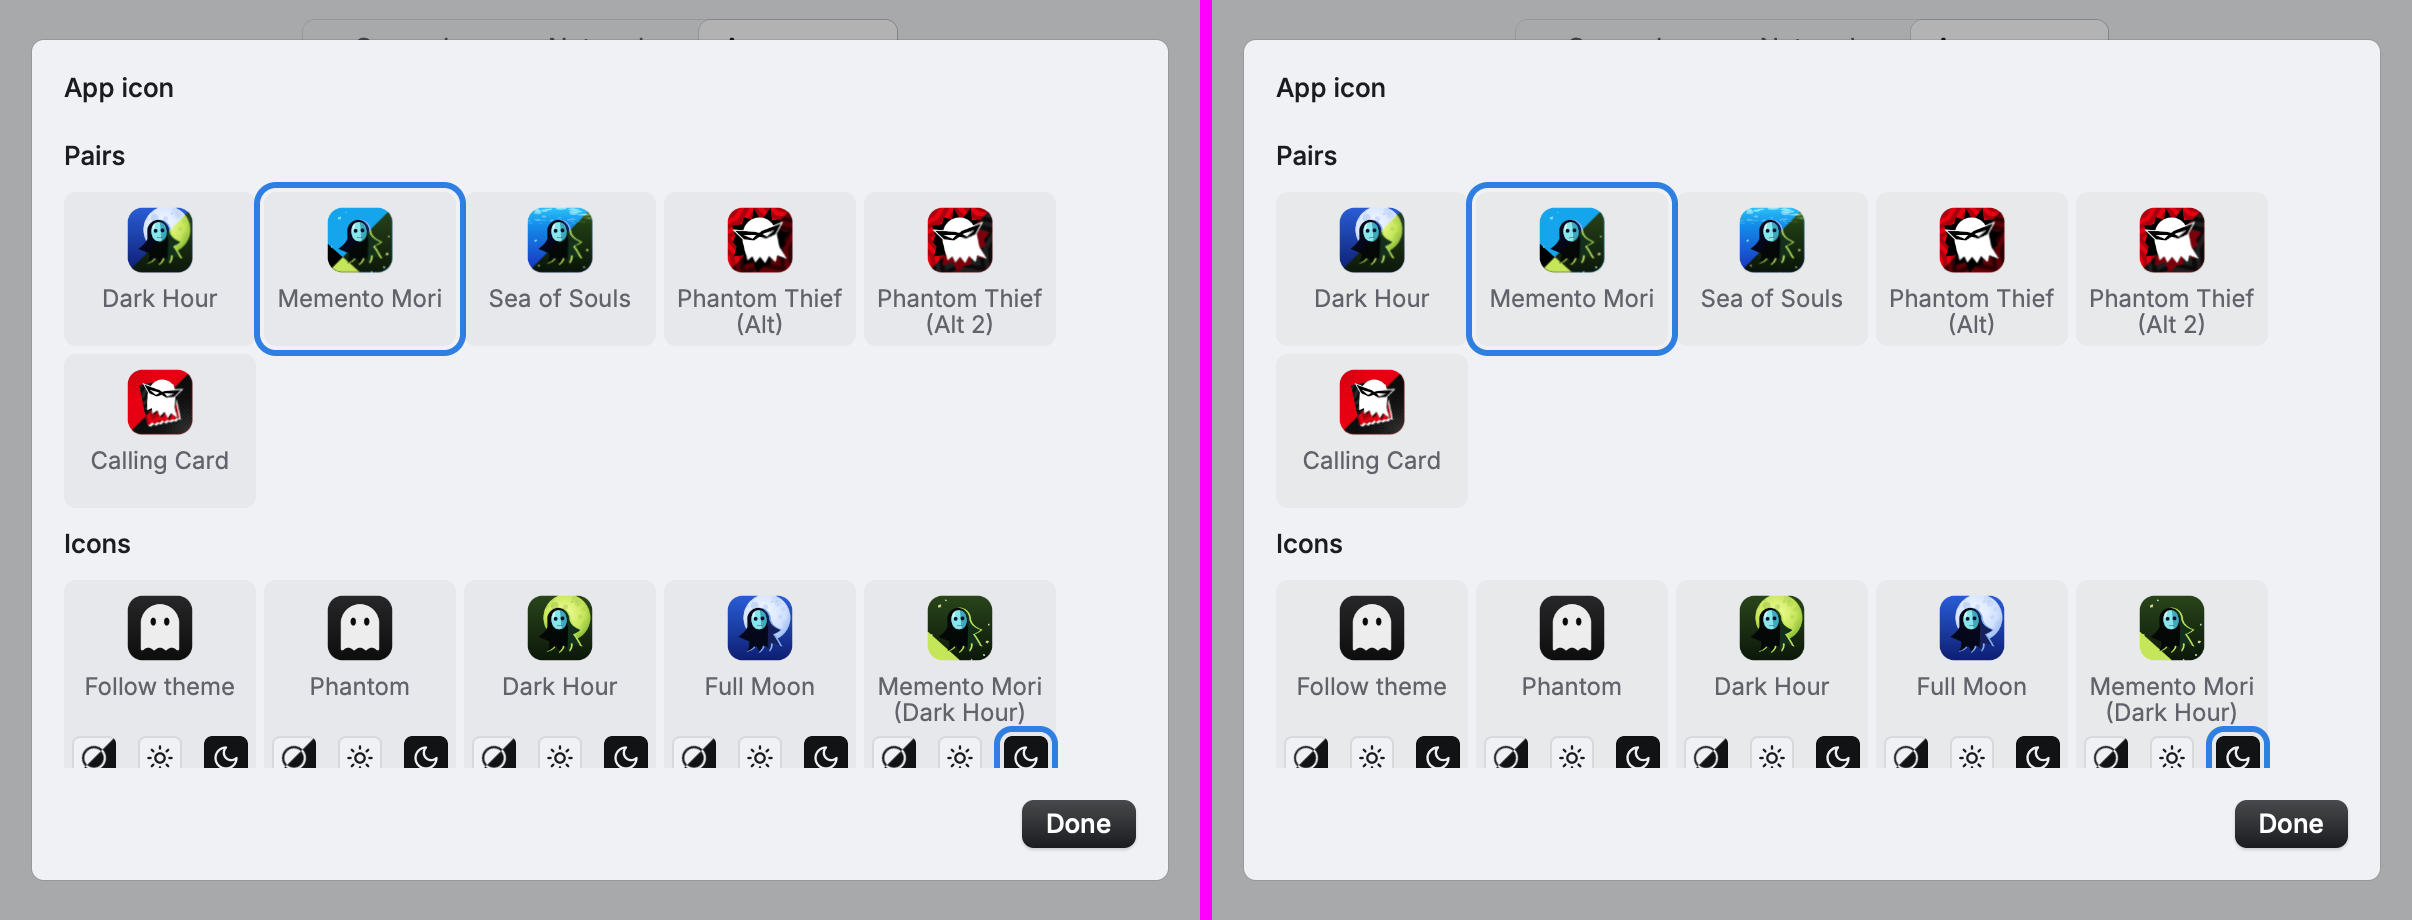 App icon
Pairs
Dark Hour
Memento Mori
Sea of Souls
Phantom Thief
(Alt)
Phantom Thief
(Alt 2)
Calling Card
Icons
Follow theme
Phantom
Dark Hour
Full Moon
Memento Mori
(Dark Hour)
Done
App icon
Pairs
Dark Hour
Memento Mori
Sea of Souls
Phantom Thief
(Alt)
Phantom Thief
(Alt 2)
Calling Card
Icons
Follow theme
Phantom
Dark Hour
Full Moon
Memento Mori
(Dark Hour)
Done